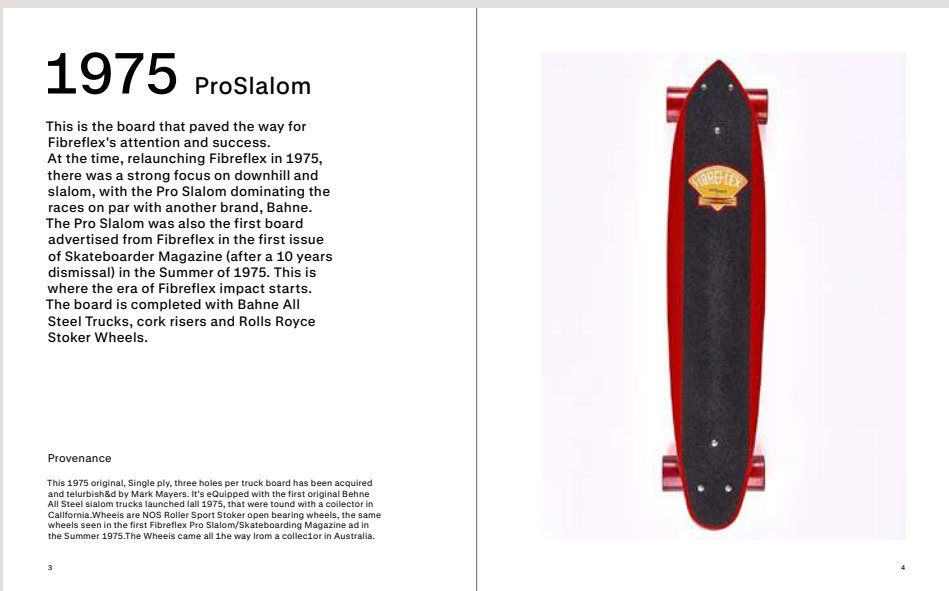 1975 ProSlalom
This is the board that paved the way for
Fibreflex's attention and success.
At the time, relaunching Fibreflex in 1975,
there was a strong focus on downhill and
slalom, with the Pro Slalom dominating the
races on par with another brand, Bahne.
The Pro Slalom was also the first board
advertised from Fibreflex in the first issue
of Skateboarder Magazine (after a 10 years
dismissal) in the Summer of 1975. This is
where the era of Fibreflex impact starts.
The board is completed with Bahne All
Steel Trucks, cork risers and Rolls Royce
Stoker Wheels.
Provenance
This 1975 original, Single ply, three holes per truck board has been acquired
and telurbish&d by Mark Mayers. It's eQuipped with the first original Behne
All Steel sialom trucks launched lall 1975, that were tound with a coilector in
Callfornia.Wheeis are NOS Roller Sport Stoker open bearing wheels, the same
wheels seen in the first Fibreflex Pro Slalom/Skateboarding Magazine ad in
the Summer 1975.The Wheeis came all 1he way lrom a collec1or in Australia.
3
FIBREFLEX
4